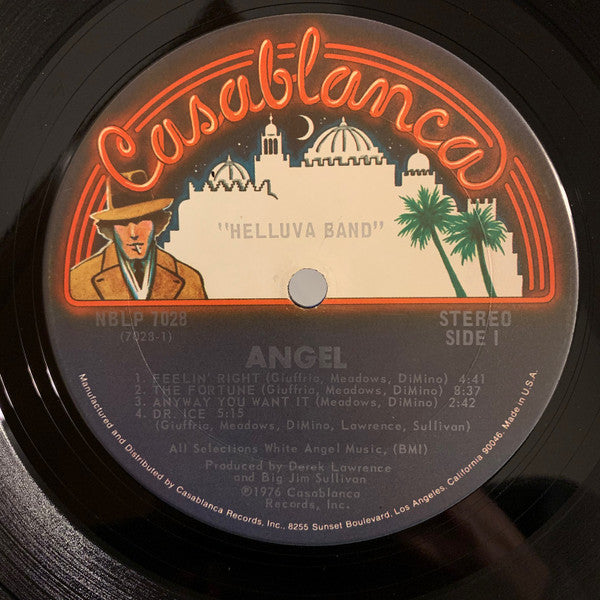 Casablanca
"HELLUVA BAND"
NBLP 7028
(7028-1)
STEREO
SIDE 1
ANGEL
1. FEELIN' RIGHT (Giuffria, Meadows, DiMino) 4:41
2. THE FORTUNE (Giuffria, Meadows, DiMino) 8:37
3. ANYWAY YOU WANT IT (Meadows, DiMino) 2:42
4. DR. ICE 5:15
(Giuffria, Meadows, DiMino, Lawrence, Sullivan)
All Selections White Angel Music, (BMI)
Produced by Derek Lawrence
and Big Jim Sullivan
℗1976 Casablanca
Records, Inc.
Manufactured and Distributed by Casablanca Records, Inc., 8255 Sunset Boulevard, Los Angeles, California 90046. Made in U.S.A.